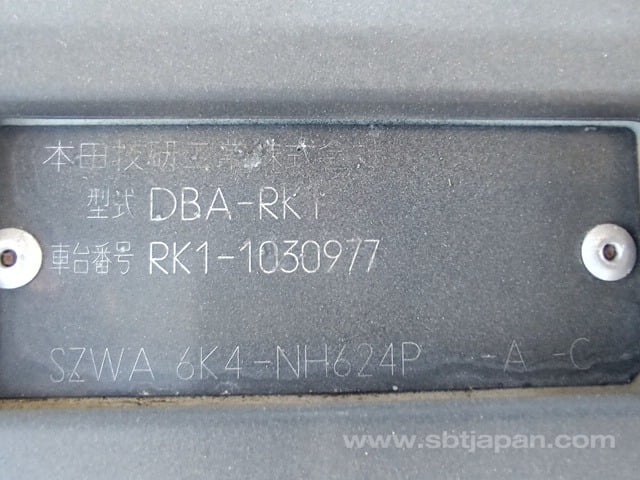 本田技研工業株式会社
型式 DBA-RK1
車台番号 RK1-1030977
SZWA 6K4-NH624P -A -C
www.sbtjapan.com